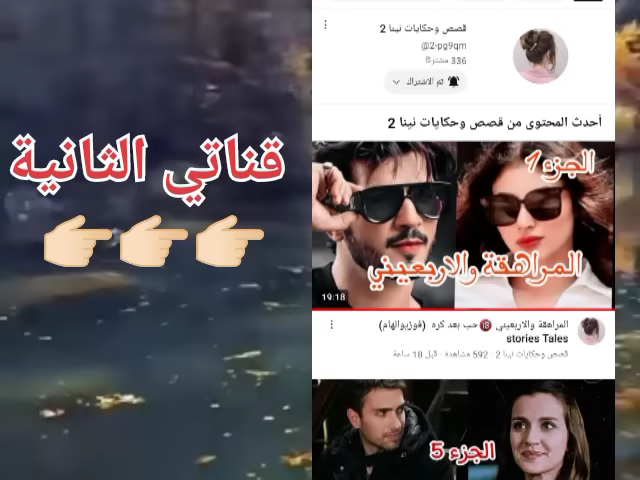 قناتي الثانية
قصص وحكايات نينا 2
@2-pg9qm
336 مشتركًا
تم الاشتراك
أحدث المحتوى من قصص وحكايات نينا 2
الجزء 1
المراهقة والاربعيني
19:18
المراهقة والاربعيني 🔞 حب بعد كره (فوزيوالهام)
stories Tales
قصص وحكايات نينا 2 · 592 مشاهدة · قبل 18 ساعة
الجزء 5